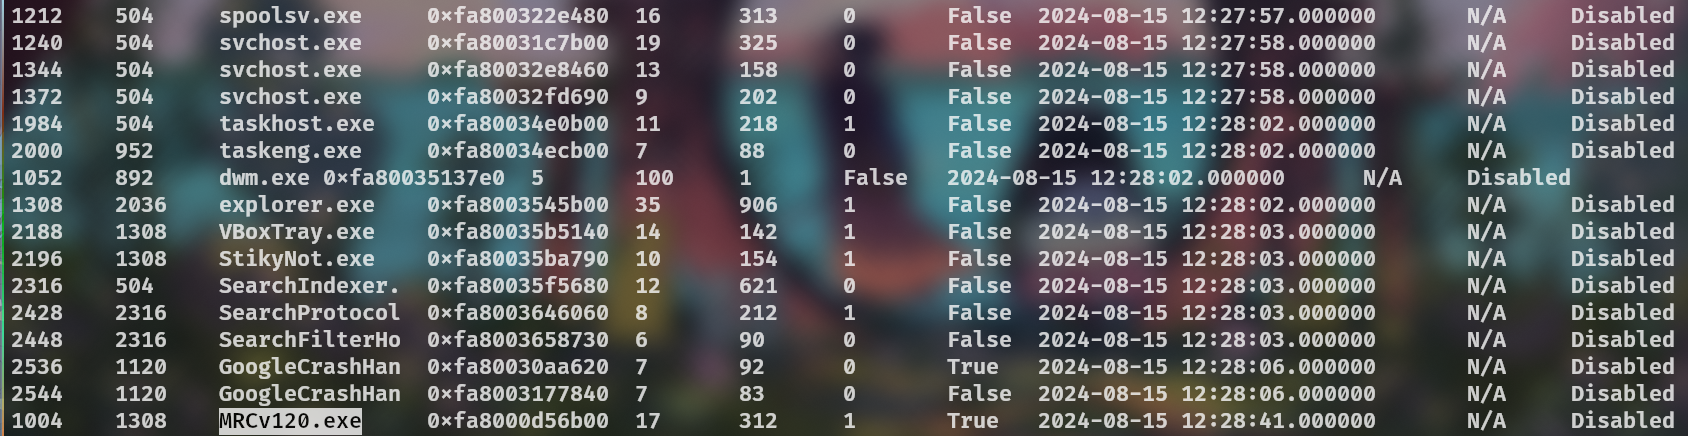 1212 504 spoolsv.exe 0xfa800322e480 16 313 0 False 2024-08-15 12:27:57.000000 N/A Disabled
1240 504 svchost.exe 0xfa80031c7b00 19 325 0 False 2024-08-15 12:27:58.000000 N/A Disabled
1344 504 svchost.exe 0xfa80032e8460 13 158 0 False 2024-08-15 12:27:58.000000 N/A Disabled
1372 504 svchost.exe 0xfa80032fd690 9 202 0 False 2024-08-15 12:27:58.000000 N/A Disabled
1984 504 taskhost.exe 0xfa80034e0b00 11 218 1 False 2024-08-15 12:28:02.000000 N/A Disabled
2000 952 taskeng.exe 0xfa80034ecb00 7 88 0 False 2024-08-15 12:28:02.000000 N/A Disabled
1052 892 dwm.exe 0xfa80035137e0 5 100 1 False 2024-08-15 12:28:02.000000 N/A Disabled
1308 2036 explorer.exe 0xfa8003545b00 35 906 1 False 2024-08-15 12:28:02.000000 N/A Disabled
2188 1308 VBoxTray.exe 0xfa80035b5140 14 142 1 False 2024-08-15 12:28:03.000000 N/A Disabled
2196 1308 StikyNot.exe 0xfa80035ba790 10 154 1 False 2024-08-15 12:28:03.000000 N/A Disabled
2316 504 SearchIndexer. 0xfa80035f5680 12 621 0 False 2024-08-15 12:28:03.000000 N/A Disabled
2428 2316 SearchProtocol 0xfa8003646060 8 212 1 False 2024-08-15 12:28:03.000000 N/A Disabled
2448 2316 SearchFilterHo 0xfa8003658730 6 90 0 False 2024-08-15 12:28:03.000000 N/A Disabled
2536 1120 GoogleCrashHan 0xfa80030aa620 7 92 0 True 2024-08-15 12:28:06.000000 N/A Disabled
2544 1120 GoogleCrashHan 0xfa8003177840 7 83 0 False 2024-08-15 12:28:06.000000 N/A Disabled
1004 1308 MRCv120.exe 0xfa8000d56b00 17 312 1 True 2024-08-15 12:28:41.000000 N/A Disabled